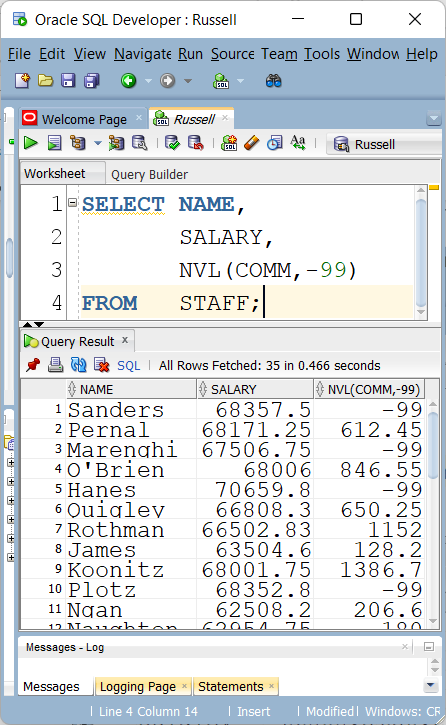 Oracle SQL Developer : Russell
File Edit View Navigate Run Source Team Tools Window Help
Welcome Page Russell
Russell
Worksheet Query Builder
1 SELECT NAME,
2 SALARY,
3 NVL(COMM,-99)
4 FROM STAFF;
Query Result x
SQL | All Rows Fetched: 35 in 0.466 seconds
NAME SALARY NVL(COMM,-99)
1 Sanders 68357.5 -99
2 Pernal 68171.25 612.45
3 Marenghi 67506.75 -99
4 O'Brien 68006 846.55
5 Hanes 70659.8 -99
6 Quigley 66808.3 650.25
7 Rothman 66502.83 1152
8 James 63504.6 128.2
9 Koonitz 68001.75 1386.7
10 Plotz 68352.8 -99
11 Ngan 62508.2 206.6
12 Naughton 62954.75 180
Messages - Log
Messages Logging Page Statements
Line 4 Column 14 | Insert | Modified | Windows: CR